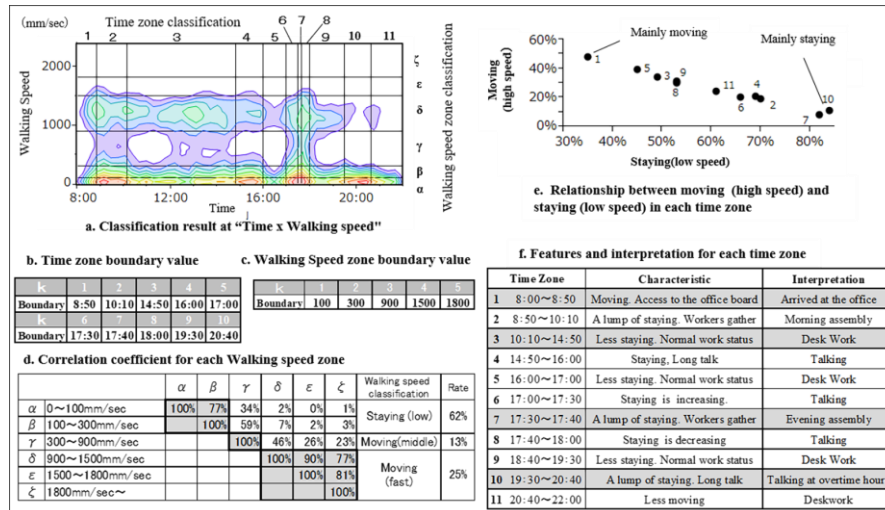 (mm/sec)
Time zone classification
6 7 8
1 2 3 4 5 9 10 11
Walking Speed
2000
1000
0
ζ
ε
δ
γ
β
α
Walking speed zone classification
8:00 12:00 16:00 20:00
Time
a. Classification result at “Time x Walking speed”
Moving
(high speed)
60%
40%
20%
0%
Mainly moving
Mainly staying
1
5
3
9
8
11
6
4
2
7
10
30% 40% 50% 60% 70% 80%
Staying(low speed)
e. Relationship between moving (high speed) and
staying (low speed) in each time zone
b. Time zone boundary value
k 1 2 3 4 5
Boundary 8:50 10:10 14:50 16:00 17:00
k 6 7 8 9 10
Boundary 17:30 17:40 18:00 19:30 20:40
c. Walking Speed zone boundary value
k 1 2 3 4 5
Boundary 100 300 900 1500 1800
d. Correlation coefficient for each Walking speed zone
α β γ δ ε ζ Walking speed classification Rate
α 0~100mm/sec 100% 77% 34% 2% 0% 1% Staying (low) 62%
β 100~300mm/sec 100% 59% 7% 2% 3%
γ 300~900mm/sec 100% 46% 26% 23% Moving(middle) 13%
δ 900~1500mm/sec 100% 90% 77% Moving (fast) 25%
ε 1500~1800mm/sec 100% 81%
ζ 1800mm/sec~ 100%
f. Features and interpretation for each time zone
Time Zone Characteristic Interpretation
1 8:00~8:50 Moving. Access to the office board Arrived at the office
2 8:50~10:10 A lump of staying. Workers gather Morning assembly
3 10:10~14:50 Less staying. Normal work status Desk Work
4 14:50~16:00 Staying, Long talk Talking
5 16:00~17:00 Less staying. Normal work status Desk Work
6 17:00~17:30 Staying is increasing. Talking
7 17:30~17:40 A lump of staying. Workers gather Evening assembly
8 17:40~18:00 Staying is decreasing Talking
9 18:40~19:30 Less staying. Normal work status Desk Work
10 19:30~20:40 A lump of staying. Long talk Talking at overtime hour
11 20:40~22:00 Less moving Deskwork